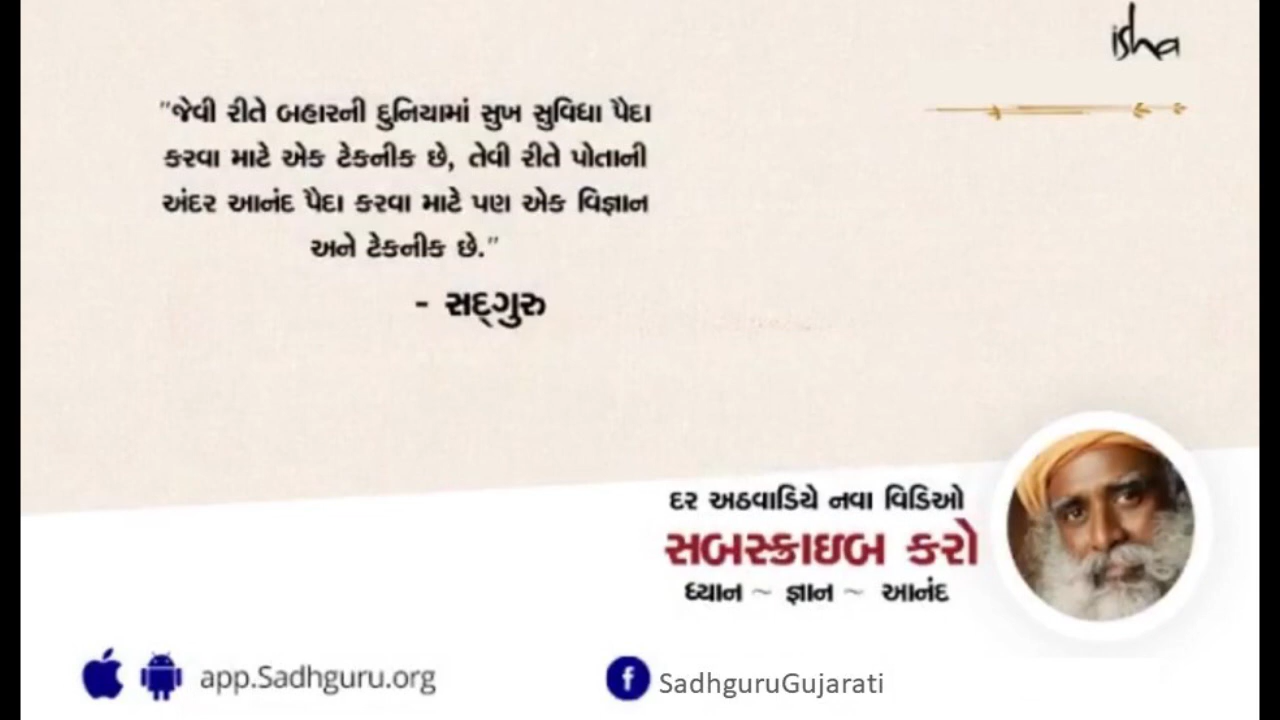 isha
"જેવી રીતે બહારની દુનિયામાં સુખ સુવિધા પૈદા
કરવા માટે એક ટેકનીક છે, તેવી રીતે પોતાની
અંદર આનંદ પૈદા કરવા માટે પણ એક વિજ્ઞાન
અને ટેકનીક છે."
- સદ્‌ગુરુ
દર અઠવાડિયે નવા વિડિઓ
સબસ્ક્રાઇબ કરો
ધ્યાન ~ જ્ઞાન ~ આનંદ
app.Sadhguru.org
SadhguruGujarati